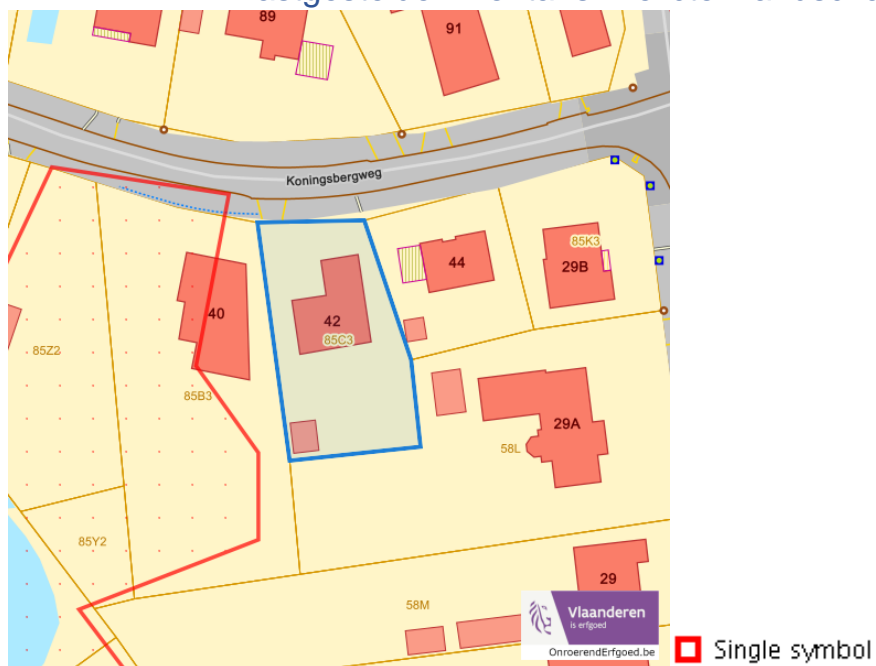 89
91
Koningsbergweg
85K3
44
29B
40
42
85C3
85Z2
85B3
29A
58L
85Y2
29
58M
Vlaanderen
is erfgoed
OnroerendErfgoed.be
Single symbol